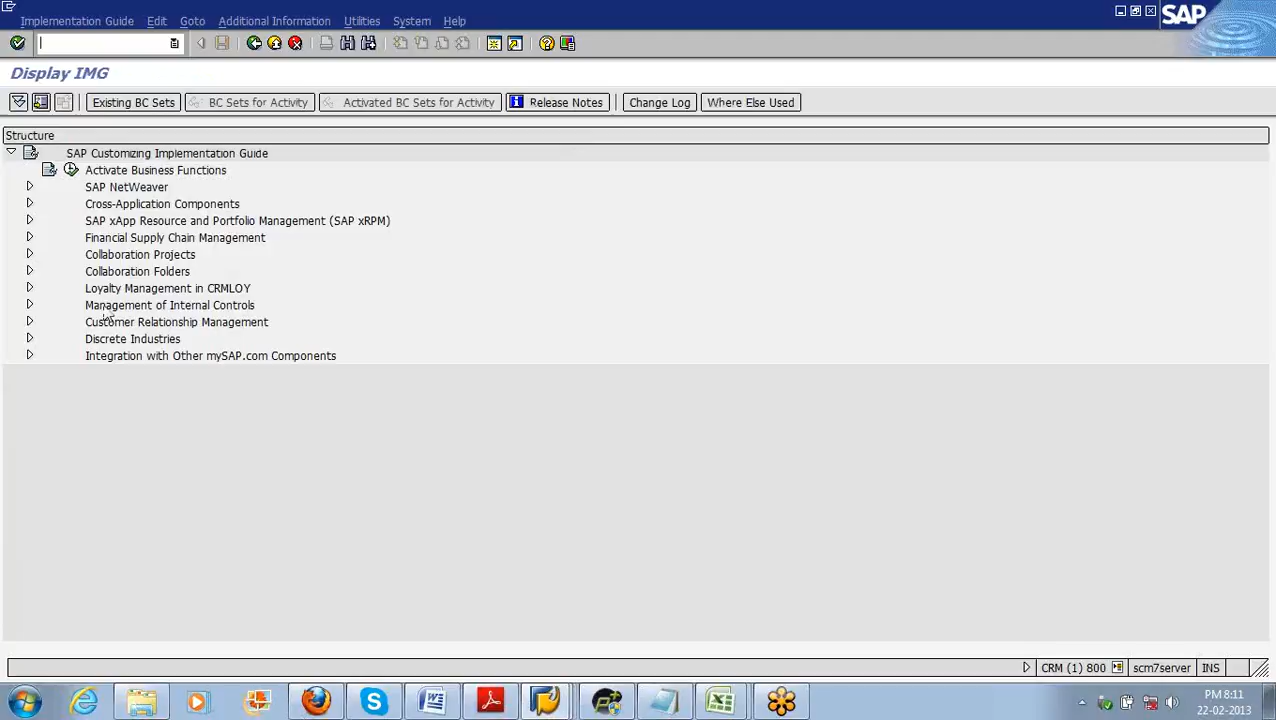 Implementation Guide Edit Goto Additional Information Utilities System Help
SAP
Display IMG
Existing BC Sets BC Sets for Activity Activated BC Sets for Activity Release Notes Change Log Where Else Used
Structure
SAP Customizing Implementation Guide
Activate Business Functions
SAP NetWeaver
Cross-Application Components
SAP xApp Resource and Portfolio Management (SAP xRPM)
Financial Supply Chain Management
Collaboration Projects
Collaboration Folders
Loyalty Management in CRMLOY
Management of Internal Controls
Customer Relationship Management
Discrete Industries
Integration with Other mySAP.com Components
CRM (1) 800 scm7server INS
PM 8:11
22-02-2013